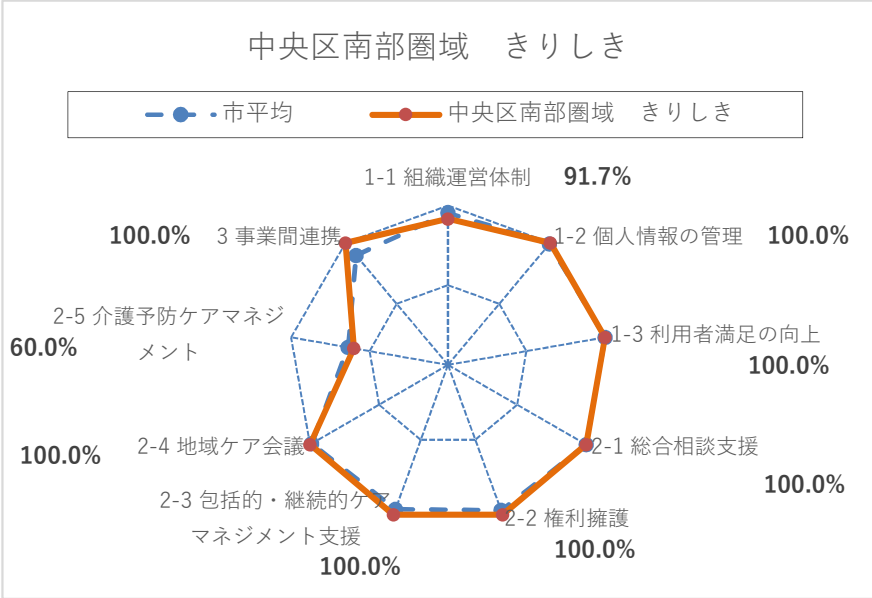 中央区南部圏域　きりしき
市平均
中央区南部圏域　きりしき
1-1 組織運営体制
91.7%
1-2 個人情報の管理
100.0%
1-3 利用者満足の向上
100.0%
2-1 総合相談支援
100.0%
2-2 権利擁護
100.0%
2-3 包括的・継続的ケア
マネジメント支援
100.0%
2-4 地域ケア会議
100.0%
2-5 介護予防ケアマネジ
メント
60.0%
3 事業間連携
100.0%